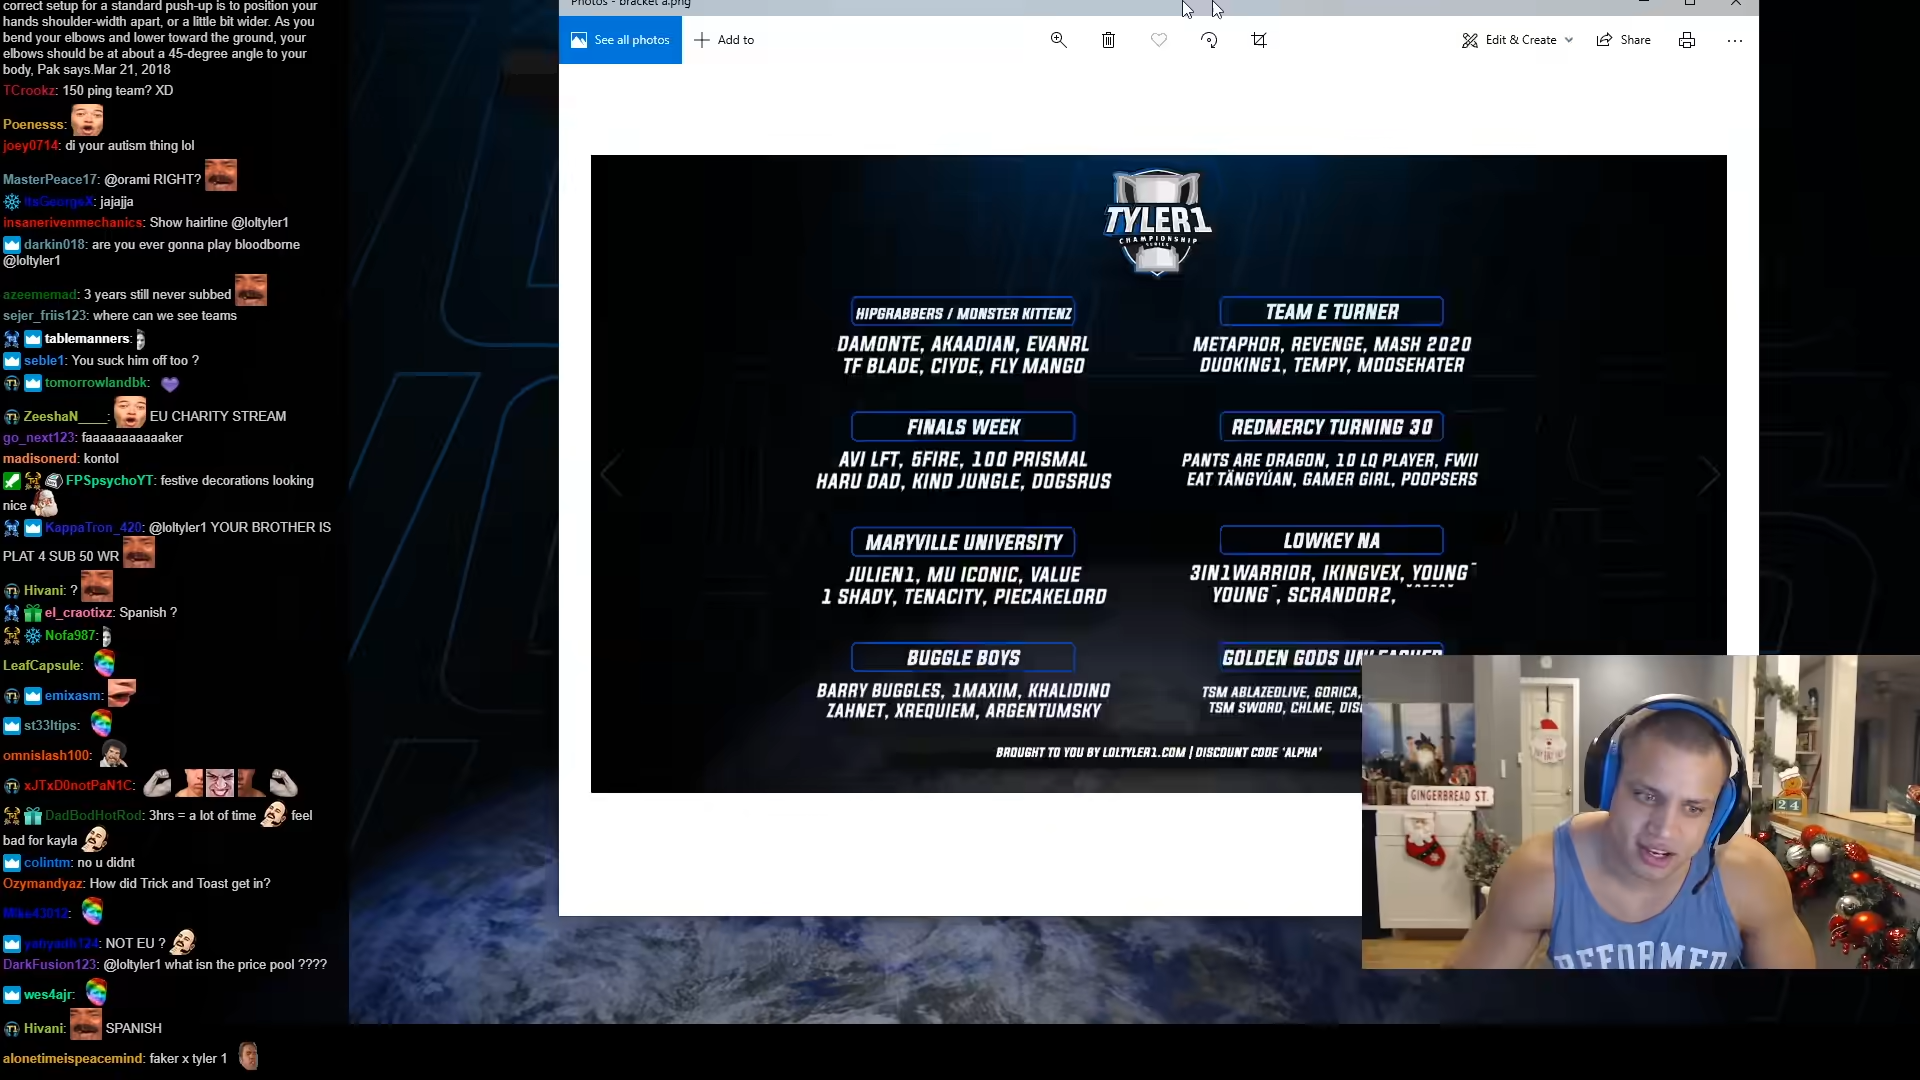 correct setup for a standard push-up is to position your
hands shoulder-width apart, or a little bit wider. As you
bend your elbows and lower toward the ground, your
elbows should be at about a 45-degree angle to your
body, Pak says.Mar 21, 2018
TCrookz: 150 ping team? XD
Poenesss:
joey0714: di your autism thing lol
MasterPeace17: @orami RIGHT?
ItsGeorgeX: jajajja
insanerivenmechanics: Show hairline @loltyler1
darkin018: are you ever gonna play bloodborne
@loltyler1
azeememad: 3 years still never subbed
sejer_friis123: where can we see teams
tablemanners:
seble1: You suck him off too ?
tomorrowlandbk:
ZeeshaN____: EU CHARITY STREAM
go_next123: faaaaaaaaaaaker
madisonerd: kontol
FPSpsychoYT: festive decorations looking
nice
KappaTron_420: @loltyler1 YOUR BROTHER IS
PLAT 4 SUB 50 WR
Hivani: ?
el_craotixz: Spanish ?
Nofa987:
LeafCapsule:
emixasm:
st33ltips:
omnislash100:
xJTxD0notPaN1C:
DadBodHotRod: 3hrs = a lot of time feel
bad for kayla
colintm: no u didnt
Ozymandyaz: How did Trick and Toast get in?
Mike43012:
yahyadh124: NOT EU ?
DarkFusion123: @loltyler1 what isn the price pool ????
wes4ajr:
Hivani: SPANISH
alonetimeispeacemind: faker x tyler 1
Photos - bracket a.png
See all photos
Add to
Edit & Create
Share
TYLER1
CHAMPIONSHIP
SERIES
HIPGRABBERS / MONSTER KITTENZ
DAMONTE, AKAADIAN, EVANRL
TF BLADE, CIYDE, FLY MANGO
TEAM E TURNER
METAPHOR, REVENGE, MASH 2020
DUOKING1, TEMPY, MOOSEHATER
FINALS WEEK
AVI LFT, 5FIRE, 100 PRISMAL
HARU DAD, KIND JUNGLE, DOGSRUS
REDMERCY TURNING 30
PANTS ARE DRAGON, 10 LQ PLAYER, FWII
EAT TĀNGYÚAN, GAMER GIRL, POOPSERS
MARYVILLE UNIVERSITY
JULIEN1, MU ICONIC, VALUE
1 SHADY, TENACITY, PIECAKELORD
LOWKEY NA
3IN1WARRIOR, IKINGVEX, YOUNG
YOUNG, SCRANDOR2,
BUGGLE BOYS
BARRY BUGGLES, 1MAXIM, KHALIDINO
ZAHNET, XREQUIEM, ARGENTUMSKY
GOLDEN GODS
TSM ABLAZEOLIVE, GORICA,
TSM SWORD, CHLME,
BROUGHT TO YOU BY LOLTYLER1.COM | DISCOUNT CODE 'ALPHA'
GINGERBREAD ST.
24
REFORMED